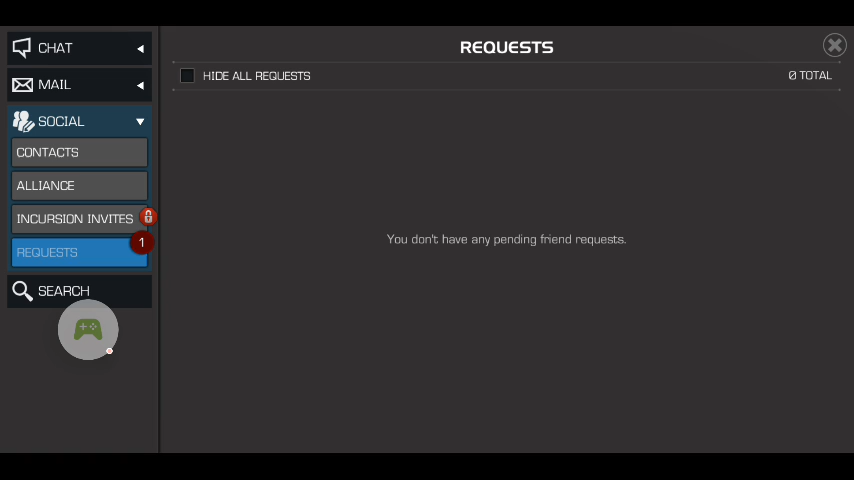 CHAT
MAIL
SOCIAL
CONTACTS
ALLIANCE
INCURSION INVITES
1
REQUESTS
SEARCH
REQUESTS
HIDE ALL REQUESTS
0 TOTAL
You don't have any pending friend requests.